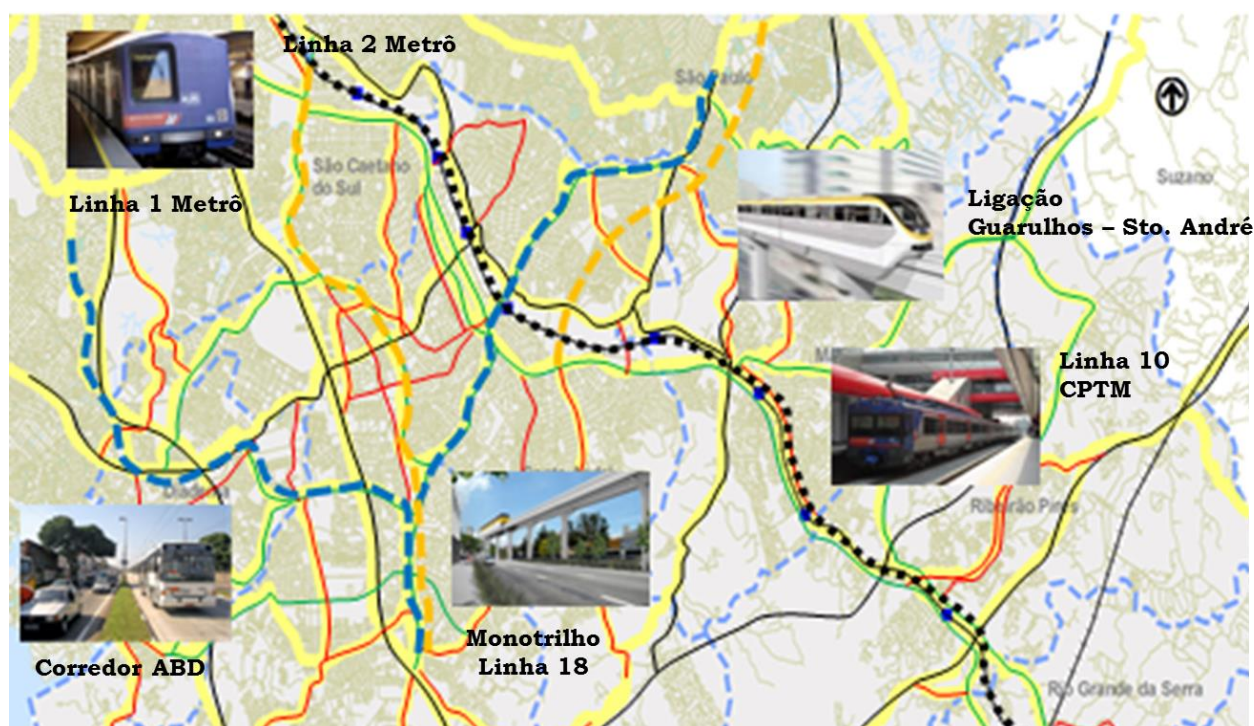 Linha 2 Metrô
São Paulo
São Caetano
do Sul
Suzano
Linha 1 Metrô
Ligação
Guarulhos – Sto. André
Linha 10
CPTM
Ribeirão Pires
Corredor ABD
Monotrilho
Linha 18
Rio Grande da Serra